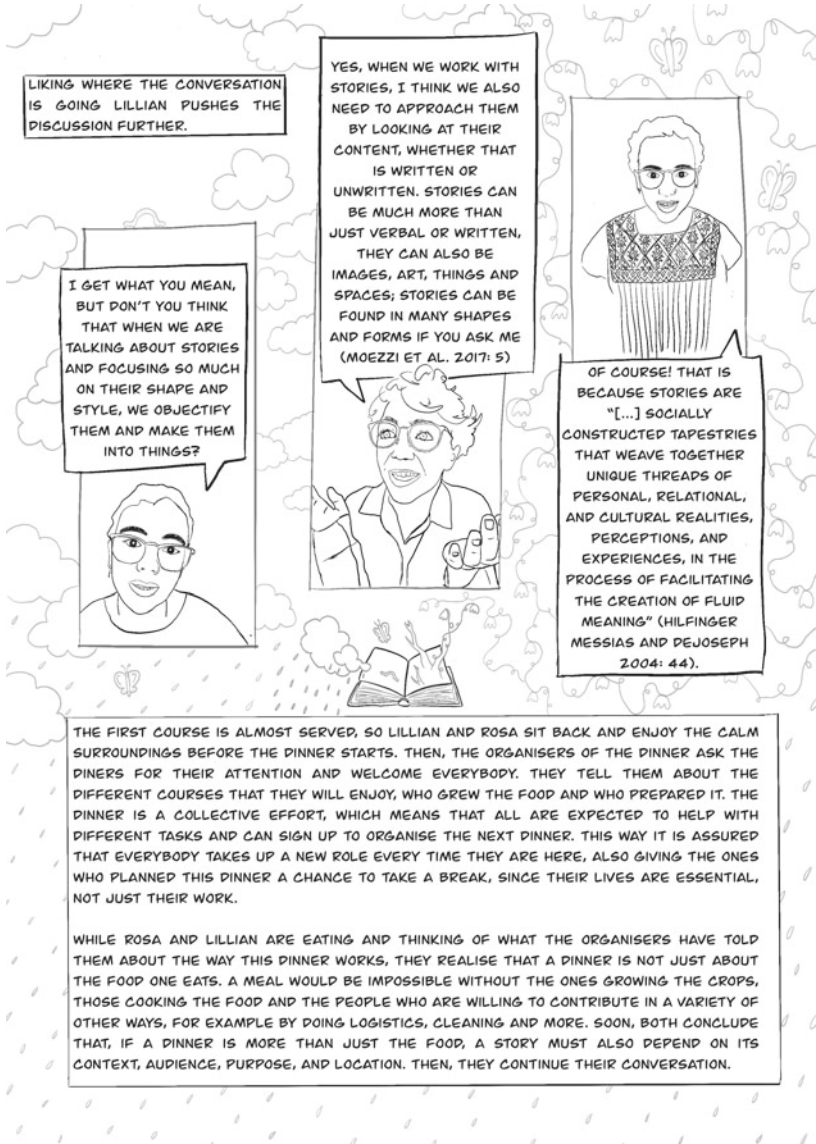 LIKING WHERE THE CONVERSATION
IS GOING LILLIAN PUSHES THE
DISCUSSION FURTHER.
I GET WHAT YOU MEAN,
BUT DON'T YOU THINK
THAT WHEN WE ARE
TALKING ABOUT STORIES
AND FOCUSING SO MUCH
ON THEIR SHAPE AND
STYLE, WE OBJECTIFY
THEM AND MAKE THEM
INTO THINGS?
YES, WHEN WE WORK WITH
STORIES, I THINK WE ALSO
NEED TO APPROACH THEM
BY LOOKING AT THEIR
CONTENT, WHETHER THAT
IS WRITTEN OR
UNWRITTEN. STORIES CAN
BE MUCH MORE THAN
JUST VERBAL OR WRITTEN,
THEY CAN ALSO BE
IMAGES, ART, THINGS AND
SPACES; STORIES CAN BE
FOUND IN MANY SHAPES
AND FORMS IF YOU ASK ME
(MOEZZI ET AL. 2017: 5)
OF COURSE! THAT IS
BECAUSE STORIES ARE
"[...] SOCIALLY
CONSTRUCTED TAPESTRIES
THAT WEAVE TOGETHER
UNIQUE THREADS OF
PERSONAL, RELATIONAL,
AND CULTURAL REALITIES,
PERCEPTIONS, AND
EXPERIENCES, IN THE
PROCESS OF FACILITATING
THE CREATION OF FLUID
MEANING" (HILFINGER
MESSIAS AND DEJOSEPH
2004: 44).
THE FIRST COURSE IS ALMOST SERVED, SO LILLIAN AND ROSA SIT BACK AND ENJOY THE CALM
SURROUNDINGS BEFORE THE DINNER STARTS. THEN, THE ORGANISERS OF THE DINNER ASK THE
DINERS FOR THEIR ATTENTION AND WELCOME EVERYBODY. THEY TELL THEM ABOUT THE
DIFFERENT COURSES THAT THEY WILL ENJOY, WHO GREW THE FOOD AND WHO PREPARED IT. THE
DINNER IS A COLLECTIVE EFFORT, WHICH MEANS THAT ALL ARE EXPECTED TO HELP WITH
DIFFERENT TASKS AND CAN SIGN UP TO ORGANISE THE NEXT DINNER. THIS WAY IT IS ASSURED
THAT EVERYBODY TAKES UP A NEW ROLE EVERY TIME THEY ARE HERE, ALSO GIVING THE ONES
WHO PLANNED THIS DINNER A CHANCE TO TAKE A BREAK, SINCE THEIR LIVES ARE ESSENTIAL,
NOT JUST THEIR WORK.
WHILE ROSA AND LILLIAN ARE EATING AND THINKING OF WHAT THE ORGANISERS HAVE TOLD
THEM ABOUT THE WAY THIS DINNER WORKS, THEY REALISE THAT A DINNER IS NOT JUST ABOUT
THE FOOD ONE EATS. A MEAL WOULD BE IMPOSSIBLE WITHOUT THE ONES GROWING THE CROPS,
THOSE COOKING THE FOOD AND THE PEOPLE WHO ARE WILLING TO CONTRIBUTE IN A VARIETY OF
OTHER WAYS, FOR EXAMPLE BY DOING LOGISTICS, CLEANING AND MORE. SOON, BOTH CONCLUDE
THAT, IF A DINNER IS MORE THAN JUST THE FOOD, A STORY MUST ALSO DEPEND ON ITS
CONTEXT, AUDIENCE, PURPOSE, AND LOCATION. THEN, THEY CONTINUE THEIR CONVERSATION.